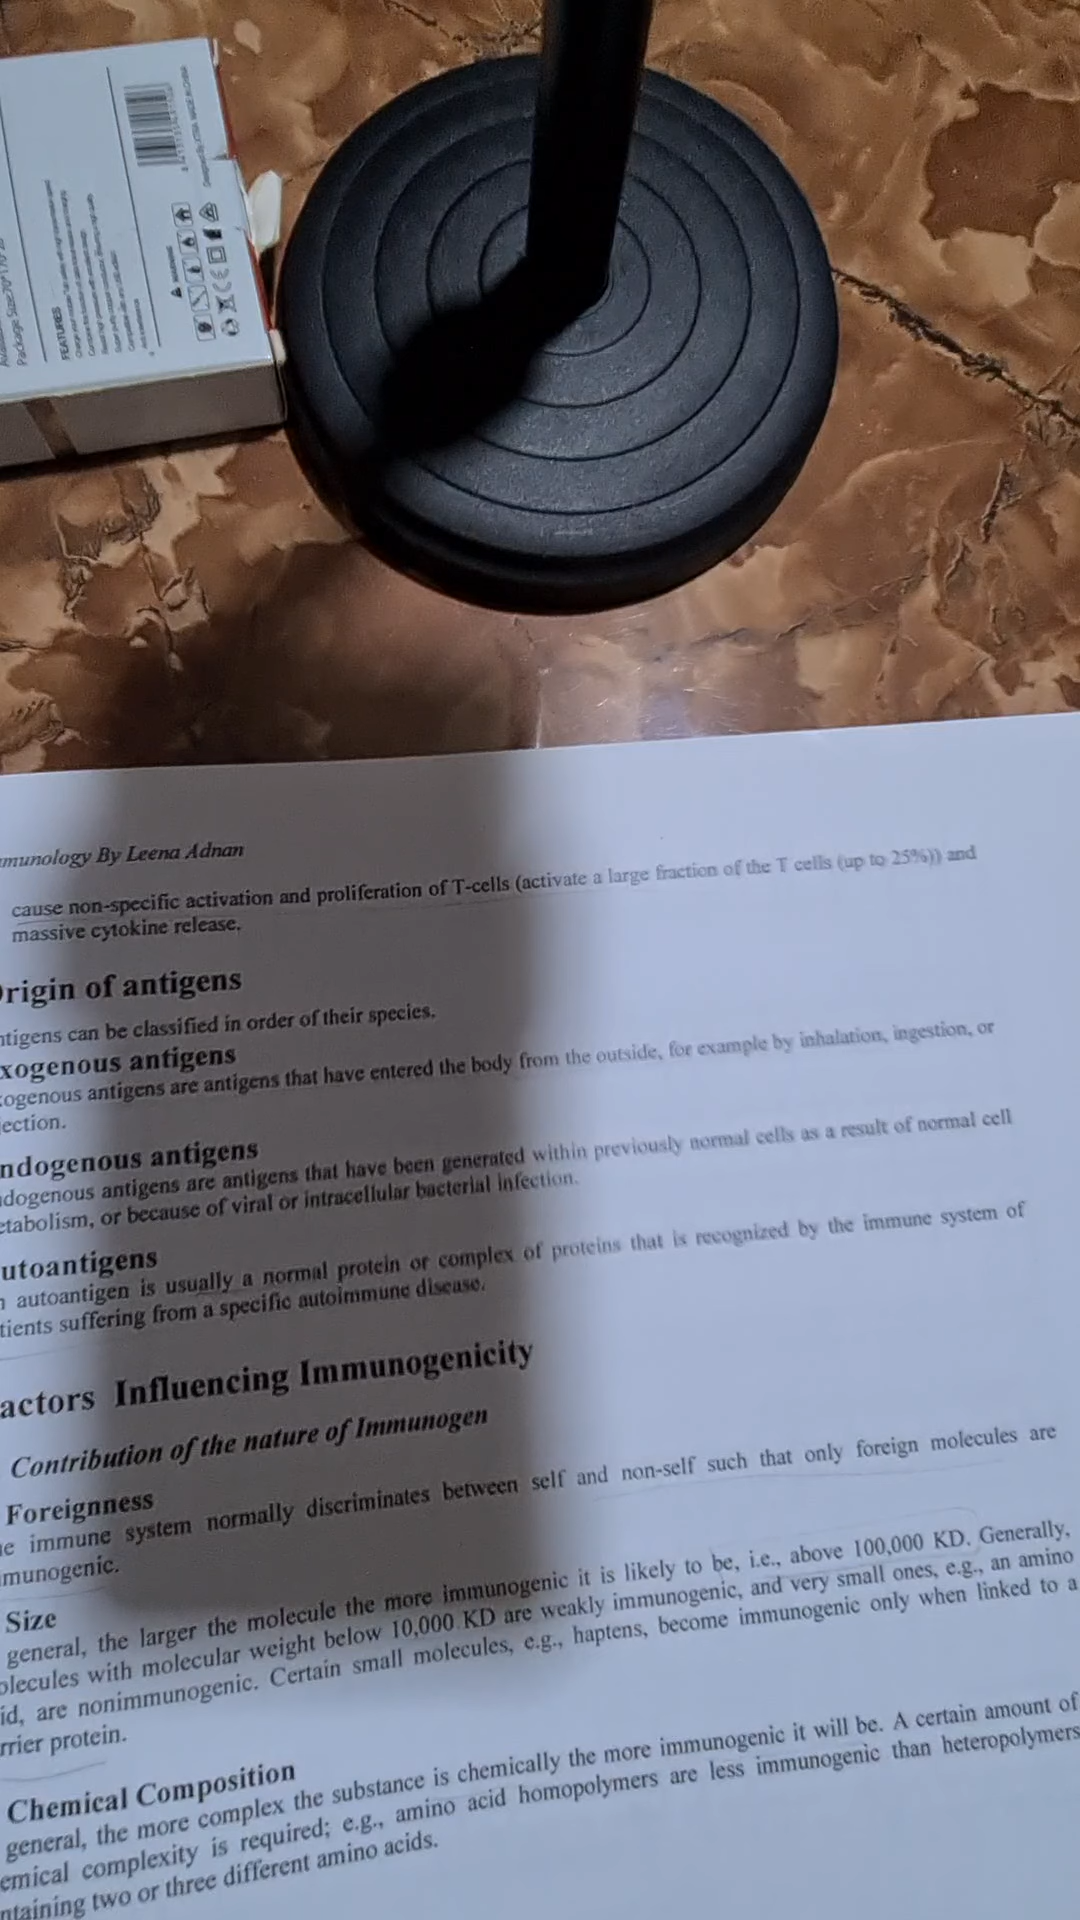 Package Size:70*170*20
FEATURES
WARNING
munology By Leena Adnan
cause non-specific activation and proliferation of T-cells (activate a large fraction of the T cells (up to 25%)) and
massive cytokine release.
rigin of antigens
ntigens can be classified in order of their species.
xogenous antigens
ogenous antigens are antigens that have entered the body from the outside, for example by inhalation, ingestion, or
ection.
ndogenous antigens
dogenous antigens are antigens that have been generated within previously normal cells as a result of normal cell
etabolism, or because of viral or intracellular bacterial infection.
utoantigens
n autoantigen is usually a normal protein or complex of proteins that is recognized by the immune system of
tients suffering from a specific autoimmune disease.
actors Influencing Immunogenicity
Contribution of the nature of Immunogen
Foreignness
e immune system normally discriminates between self and non-self such that only foreign molecules are
munogenic.
Size
general, the larger the molecule the more immunogenic it is likely to be, i.e., above 100,000 KD. Generally,
olecules with molecular weight below 10,000 KD are weakly immunogenic, and very small ones, e.g., an amino
id, are nonimmunogenic. Certain small molecules, e.g., haptens, become immunogenic only when linked to a
rrier protein.
Chemical Composition
general, the more complex the substance is chemically the more immunogenic it will be. A certain amount of
emical complexity is required; e.g., amino acid homopolymers are less immunogenic than heteropolymers
ntaining two or three different amino acids.